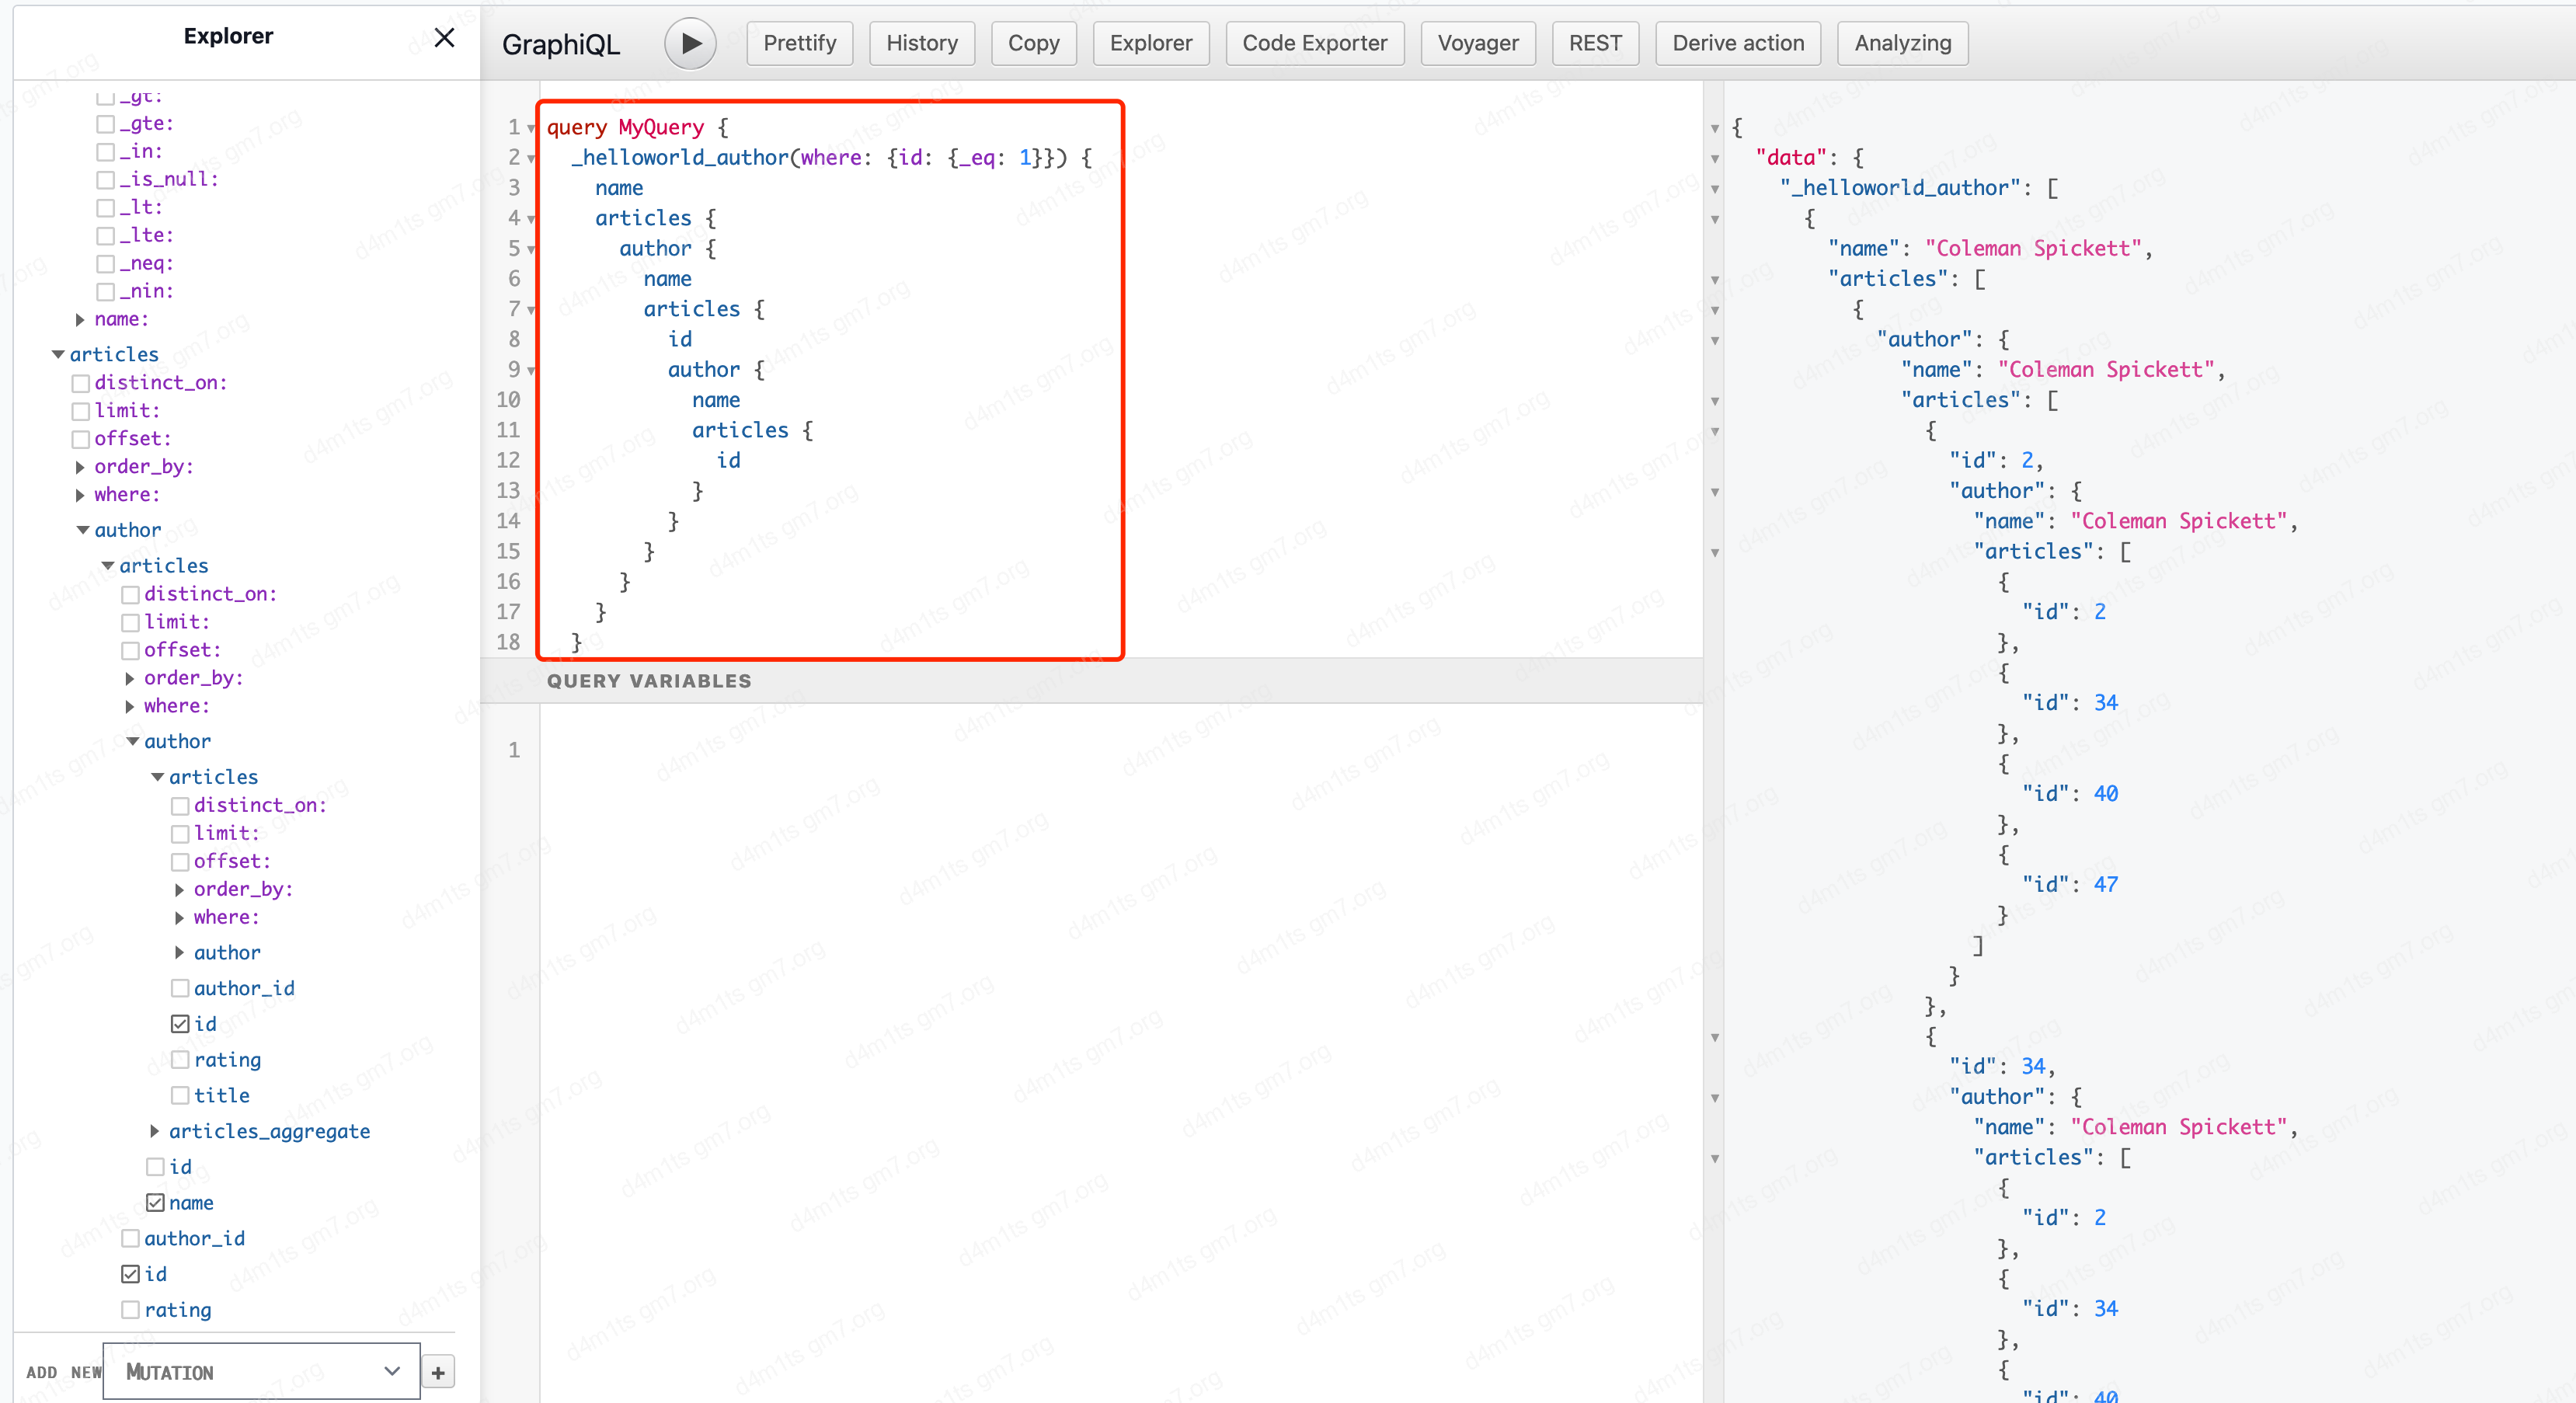 Explorer
GraphiQL
Prettify
History
Copy
Explorer
Code Exporter
Voyager
REST
Derive action
Analyzing
_gt:
_gte:
_in:
_is_null:
_lt:
_lte:
_neq:
_nin:
name:
articles
distinct_on:
limit:
offset:
order_by:
where:
author
articles
distinct_on:
limit:
offset:
order_by:
where:
author
articles
distinct_on:
limit:
offset:
order_by:
where:
author
author_id
id
rating
title
articles_aggregate
id
name
author_id
id
rating
ADD NEW
MUTATION
+
1 query MyQuery {
2 _helloworld_author(where: {id: {_eq: 1}}) {
3 name
4 articles {
5 author {
6 name
7 articles {
8 id
9 author {
10 name
11 articles {
12 id
13 }
14 }
15 }
16 }
17 }
18 }
QUERY VARIABLES
1
{
"data": {
"_helloworld_author": [
{
"name": "Coleman Spickett",
"articles": [
{
"author": {
"name": "Coleman Spickett",
"articles": [
{
"id": 2,
"author": {
"name": "Coleman Spickett",
"articles": [
{
"id": 2
},
{
"id": 34
},
{
"id": 40
},
{
"id": 47
}
]
}
},
{
"id": 34,
"author": {
"name": "Coleman Spickett",
"articles": [
{
"id": 2
},
{
"id": 34
},
{
"id": 40
d4m1ts gm7.org